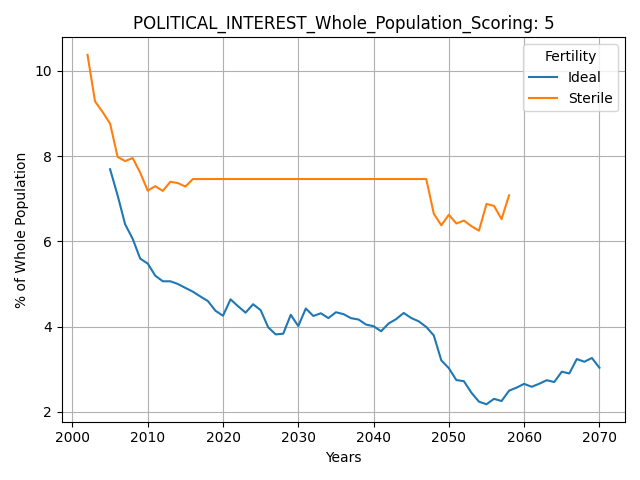 POLITICAL_INTEREST_Whole_Population_Scoring: 5
Fertility
Ideal
Sterile
% of Whole Population
10
8
6
4
2
2000 2010 2020 2030 2040 2050 2060 2070
Years